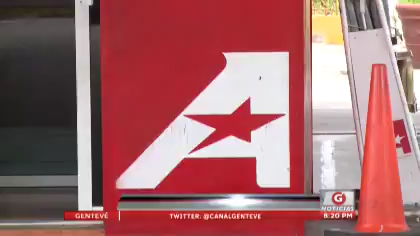 A
G
NOTICIAS
GENTEVÉ TWITTER: @CANALGENTEVE 8:20 PM